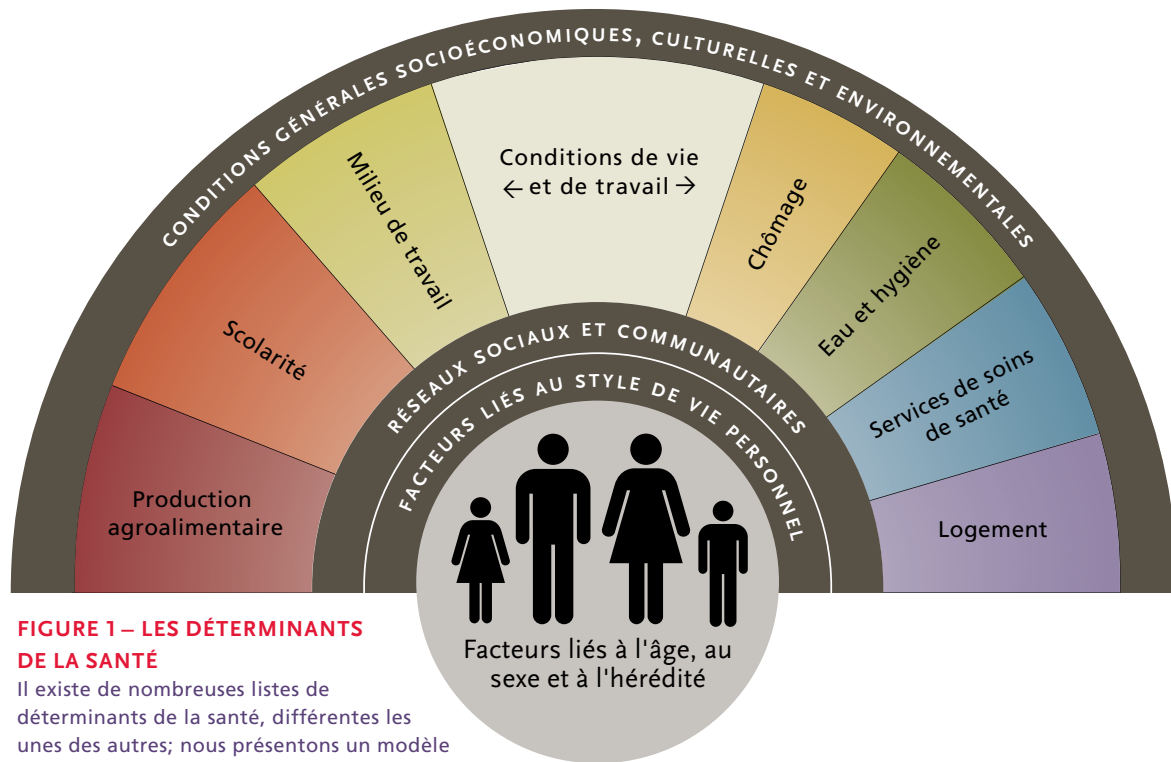 CONDITIONS GÉNÉRALES SOCIOÉCONOMIQUES, CULTURELLES ET ENVIRONNEMENTALES
Production
agroalimentaire
Scolarité
Milieu de travail
Conditions de vie
← et de travail →
Chômage
Eau et hygiène
Services de soins
de santé
Logement
RÉSEAUX SOCIAUX ET COMMUNAUTAIRES
FACTEURS LIÉS AU STYLE DE VIE PERSONNEL
Facteurs liés à l'âge, au
sexe et à l'hérédité
FIGURE 1 – LES DÉTERMINANTS
DE LA SANTÉ
Il existe de nombreuses listes de
déterminants de la santé, différentes les
unes des autres; nous présentons un modèle